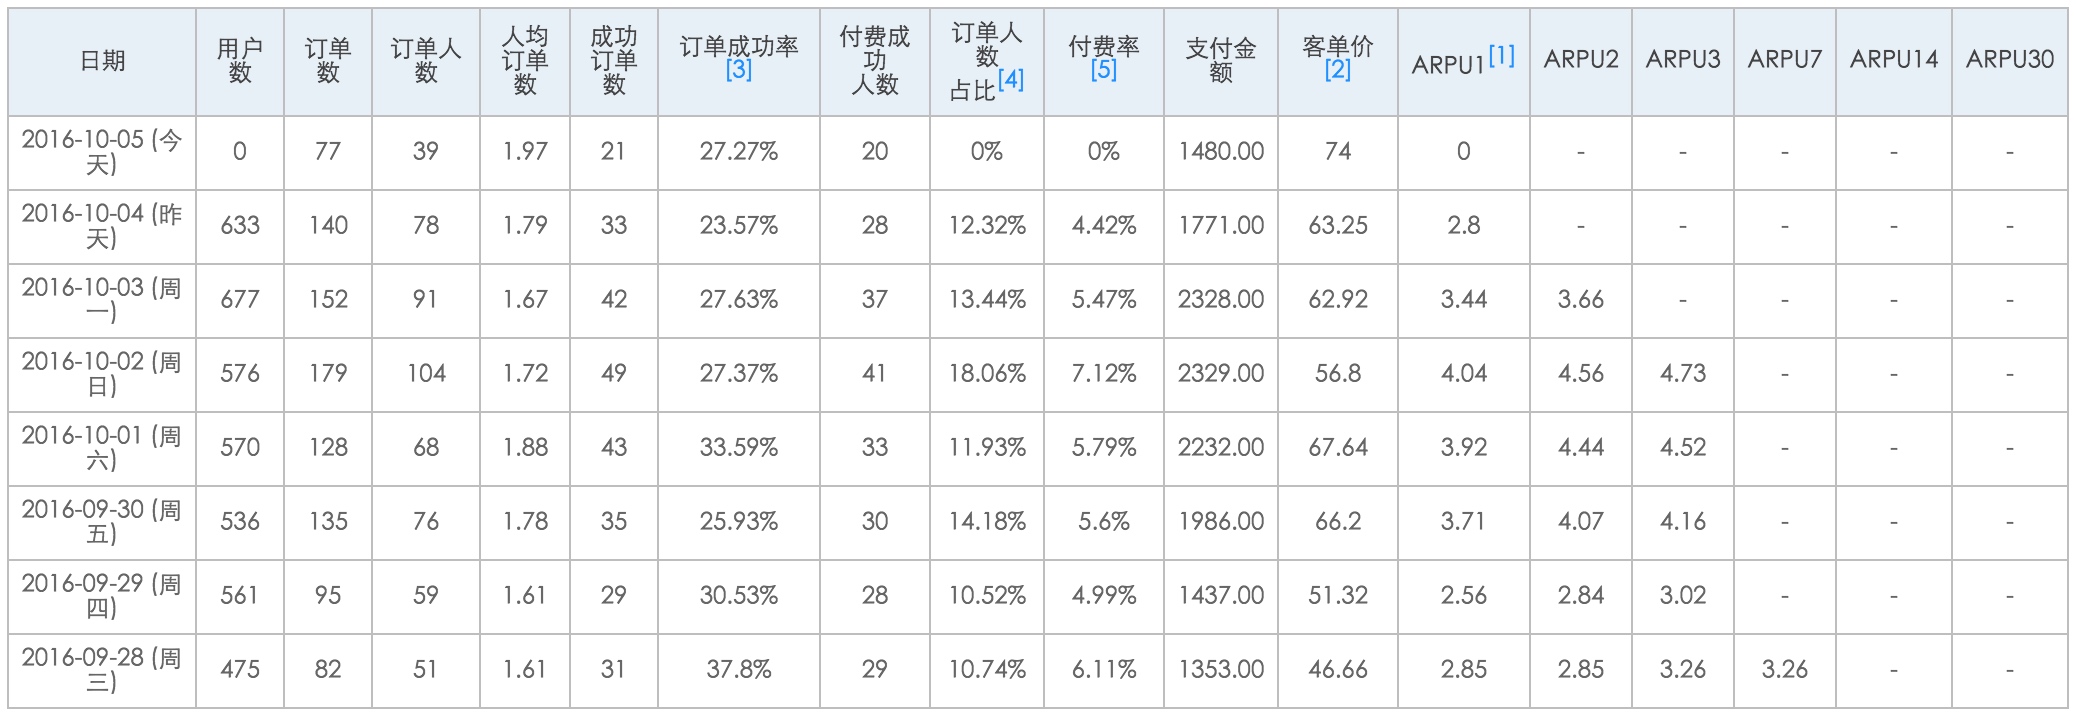 日期 用户数 订单数 订单人数 人均订单数 成功订单数 订单成功率[3] 付费成功人数 订单人数占比[4] 付费率[5] 支付金额 客单价[2] ARPU1[1] ARPU2 ARPU3 ARPU7 ARPU14 ARPU30
2016-10-05 (今天) 0 77 39 1.97 21 27.27% 20 0% 0% 1480.00 74 0 - - - - -
2016-10-04 (昨天) 633 140 78 1.79 33 23.57% 28 12.32% 4.42% 1771.00 63.25 2.8 - - - - -
2016-10-03 (周一) 677 152 91 1.67 42 27.63% 37 13.44% 5.47% 2328.00 62.92 3.44 3.66 - - - -
2016-10-02 (周日) 576 179 104 1.72 49 27.37% 41 18.06% 7.12% 2329.00 56.8 4.04 4.56 4.73 - - -
2016-10-01 (周六) 570 128 68 1.88 43 33.59% 33 11.93% 5.79% 2232.00 67.64 3.92 4.44 4.52 - - -
2016-09-30 (周五) 536 135 76 1.78 35 25.93% 30 14.18% 5.6% 1986.00 66.2 3.71 4.07 4.16 - - -
2016-09-29 (周四) 561 95 59 1.61 29 30.53% 28 10.52% 4.99% 1437.00 51.32 2.56 2.84 3.02 - - -
2016-09-28 (周三) 475 82 51 1.61 31 37.8% 29 10.74% 6.11% 1353.00 46.66 2.85 2.85 3.26 3.26 - -